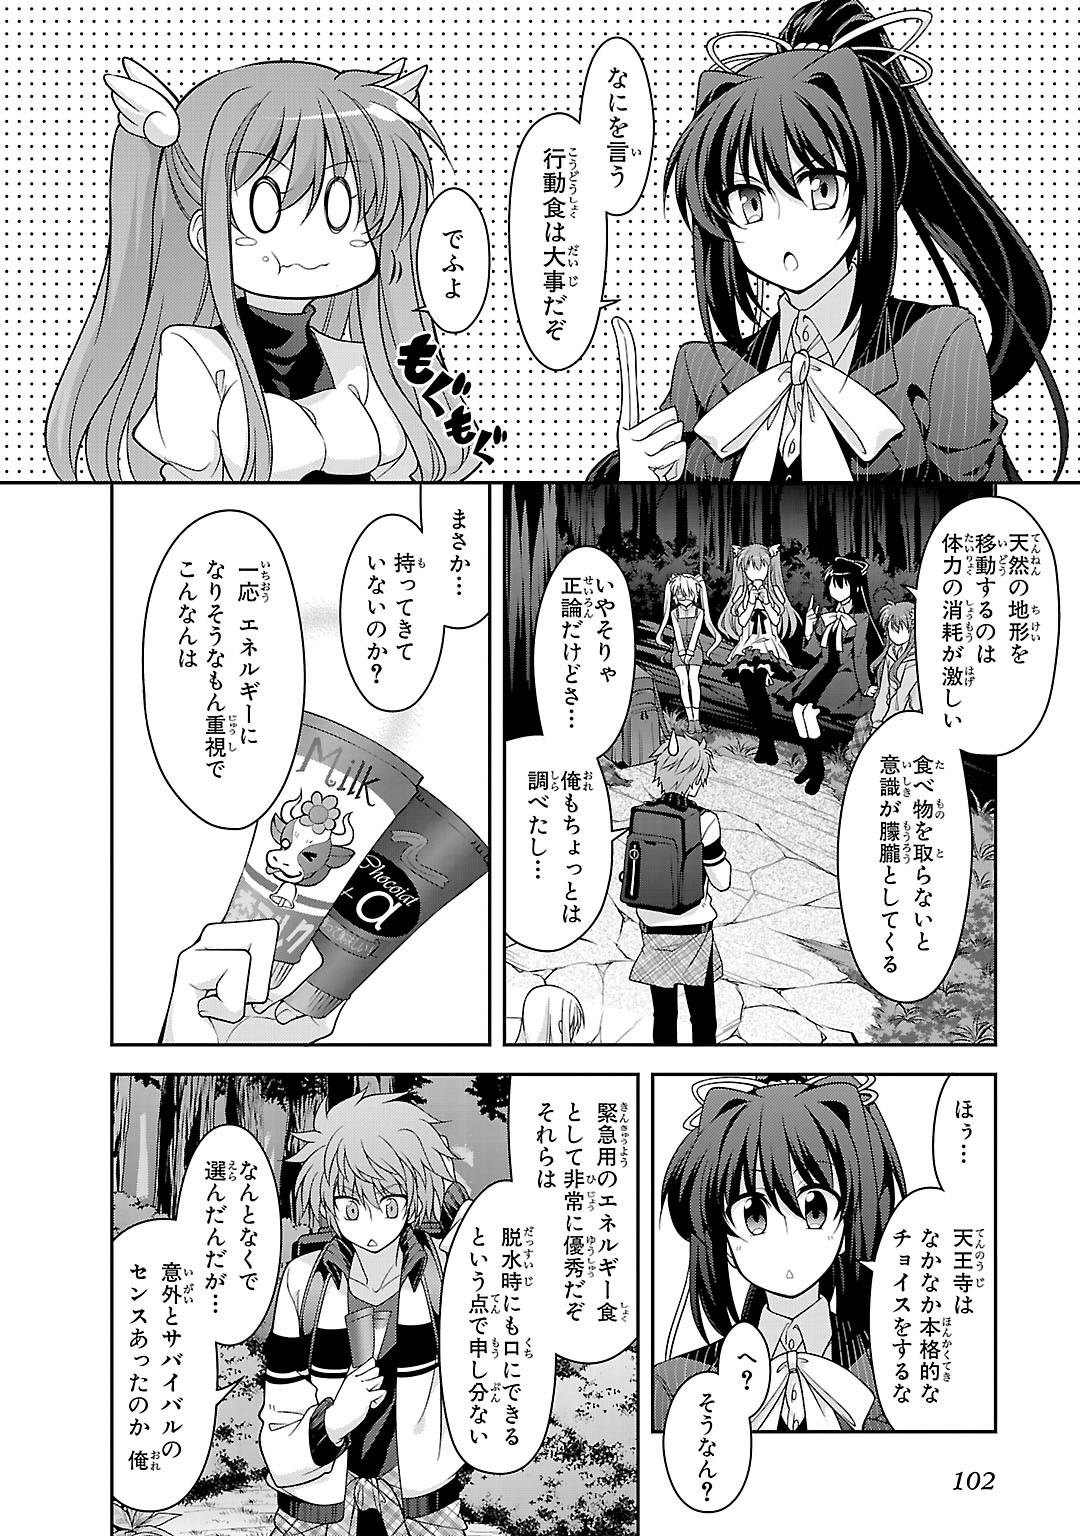 なにを言う
行動食は大事だぞ
でふよ
もぐもぐ
天然の地形を
移動するのは
体力の消耗が激しい
食べ物を取らないと
意識が朦朧としてくる
いやそりゃ
正論だけどさ…
俺もちょっとは
調べたし…
まさか…
持ってきて
いないのか?
一応 エネルギーに
なりそうなもん重視で
こんなんは
Milk
Chocolat
+α
ほぅ…
天王寺は
なかなか本格的な
チョイスをするな
へ?
そうなん?
緊急用のエネルギー食
として非常に優秀だぞ
それらは
脱水時にも口にできる
という点で申し分ない
なんとなくで
選んだんだが…
意外とサバイバルの
センスあったのか 俺
102